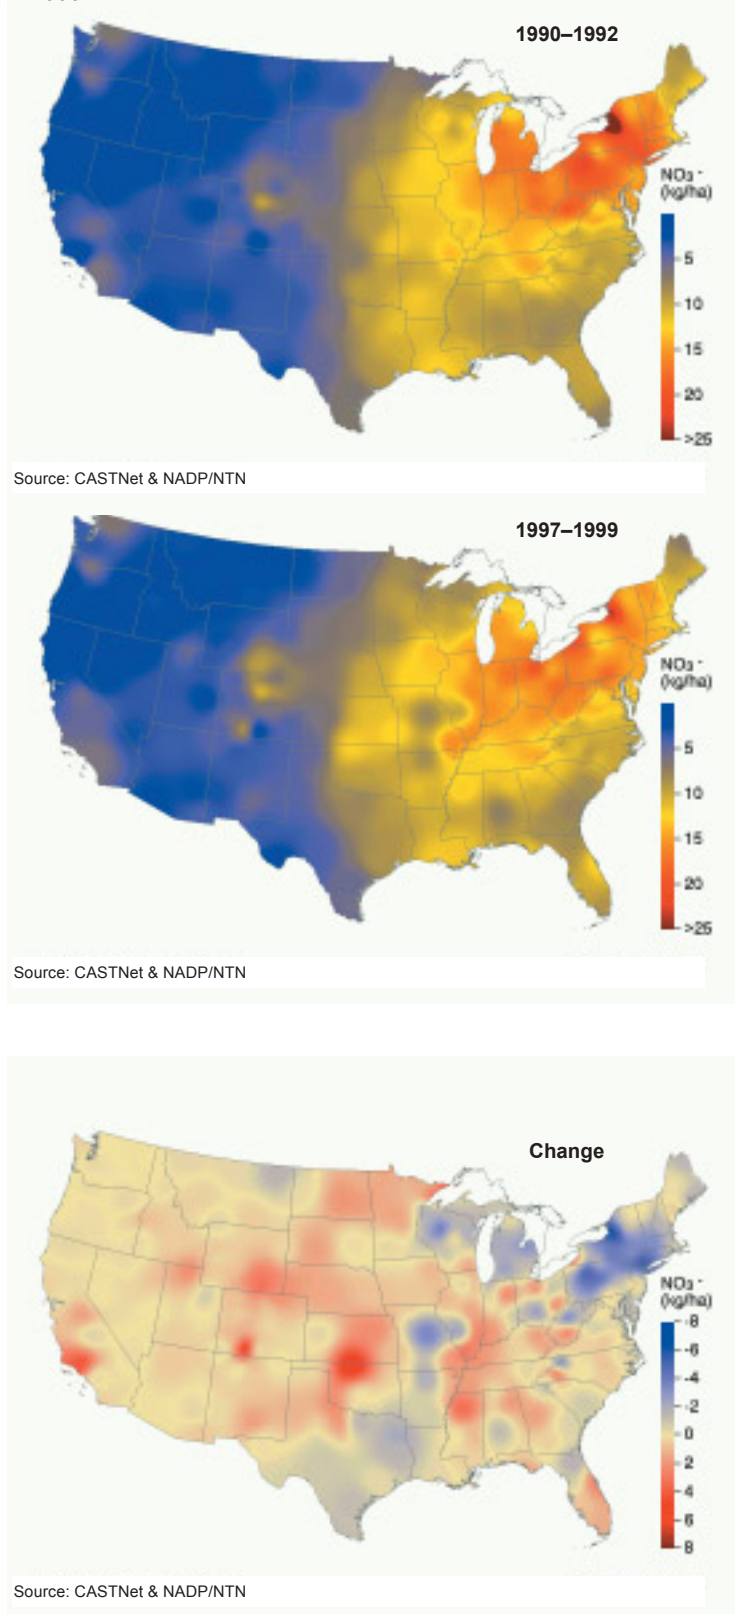 1990–1992
NO₃⁻
(kg/ha)
5
10
15
20
>25
Source: CASTNet & NADP/NTN
1997–1999
NO₃⁻
(kg/ha)
5
10
15
20
>25
Source: CASTNet & NADP/NTN
Change
NO₃⁻
(kg/ha)
-8
-6
-4
-2
0
2
4
6
8
Source: CASTNet & NADP/NTN